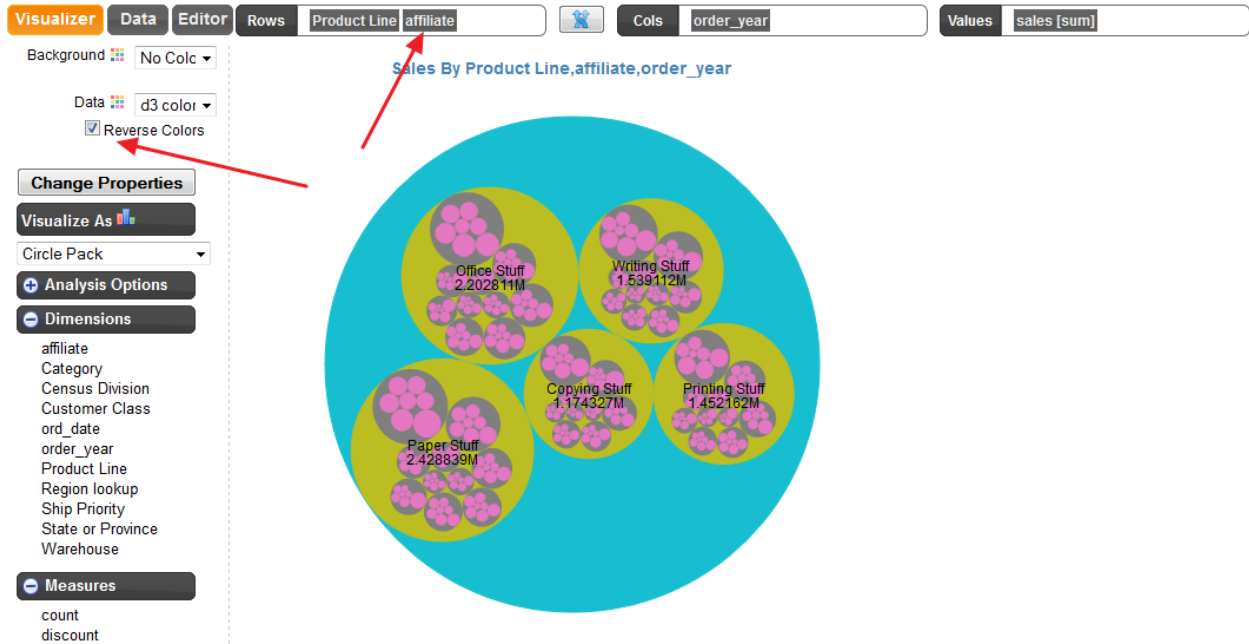 Visualizer Data Editor Rows Product Line affiliate Cols order_year Values sales [sum]
Background No Colc
Sales By Product Line,affiliate,order_year
Data d3 color
Reverse Colors
Change Properties
Visualize As
Circle Pack
Analysis Options
Dimensions
affiliate
Category
Census Division
Customer Class
ord_date
order_year
Product Line
Region lookup
Ship Priority
State or Province
Warehouse
Measures
count
discount
Office Stuff
2.202811M
Writing Stuff
1.539112M
Copying Stuff
1.174327M
Printing Stuff
1.452162M
Paper Stuff
2.428839M